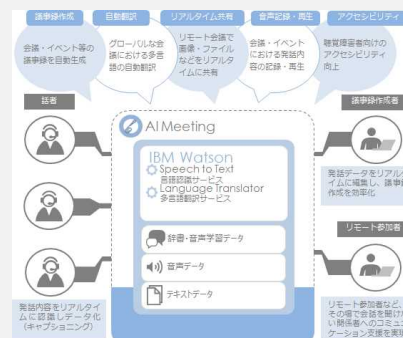 議事録作成
自動翻訳
リアルタイム共有
音声記録・再生
アクセシビリティ
会議・イベント等の
議事録を自動生成
グローバルな会
議における多言
語の自動翻訳
リモート会議で
画像・ファイル
などをリアルタ
イムに共有
会議・イベント
における発話内
容の記録・再生
聴覚障害者向けの
アクセシビリティ
向上
話者
議事録作成者
AI Meeting
IBM Watson
Speech to Text
言語認識サービス
Language Translator
多言語翻訳サービス
発話データをリアルタ
イムに編集し、議事録
作成を効率化
辞書・音声学習データ
リモート参加者
音声データ
テキストデータ
発話内容をリアルタイ
ムに認識しデータ化
(キャプショニング)
リモート参加者など、
その場で会話を聞けな
い関係者へのコミュニ
ケーション支援を実現